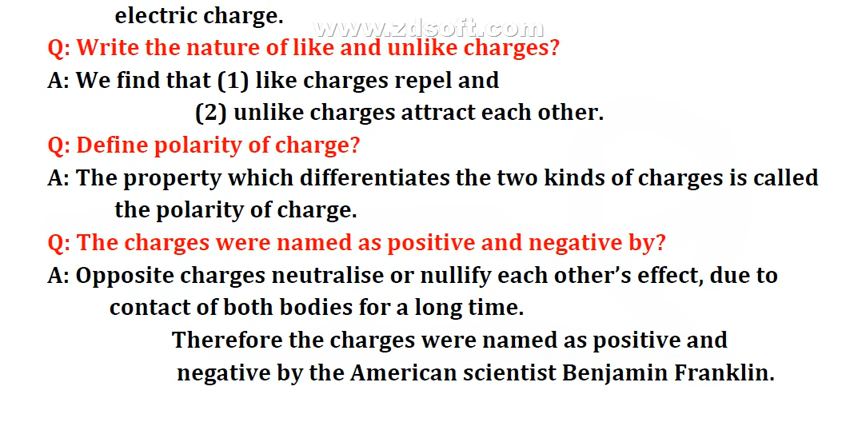 electric charge.
www.zdsoft.com
Q: Write the nature of like and unlike charges?
A: We find that (1) like charges repel and
(2) unlike charges attract each other.
Q: Define polarity of charge?
A: The property which differentiates the two kinds of charges is called
the polarity of charge.
Q: The charges were named as positive and negative by?
A: Opposite charges neutralise or nullify each other’s effect, due to
contact of both bodies for a long time.
Therefore the charges were named as positive and
negative by the American scientist Benjamin Franklin.